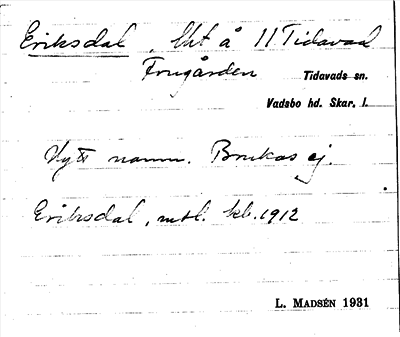 Eriksdal, lht å 11 Tidavad
Frugården Tidavads sn.
Vadsbo hd. Skar. l.
Nytt namn. Brukas ej.
Eriksdal, mtl. kb. 1912
L. MADSÉN 1931